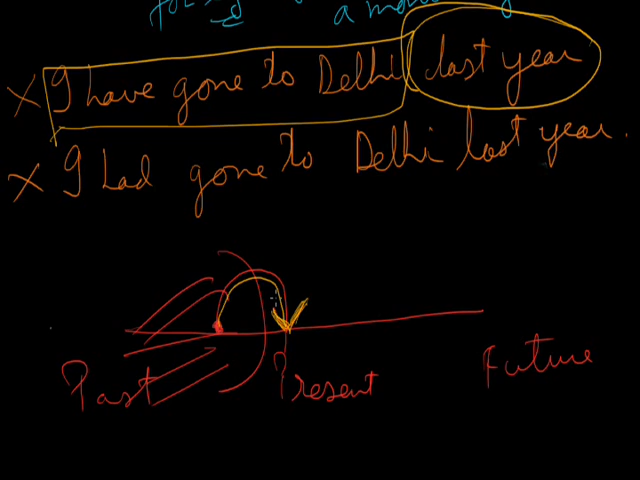 a
× I have gone to Delhi last year
× I had gone to Delhi last year.
Past Present Future